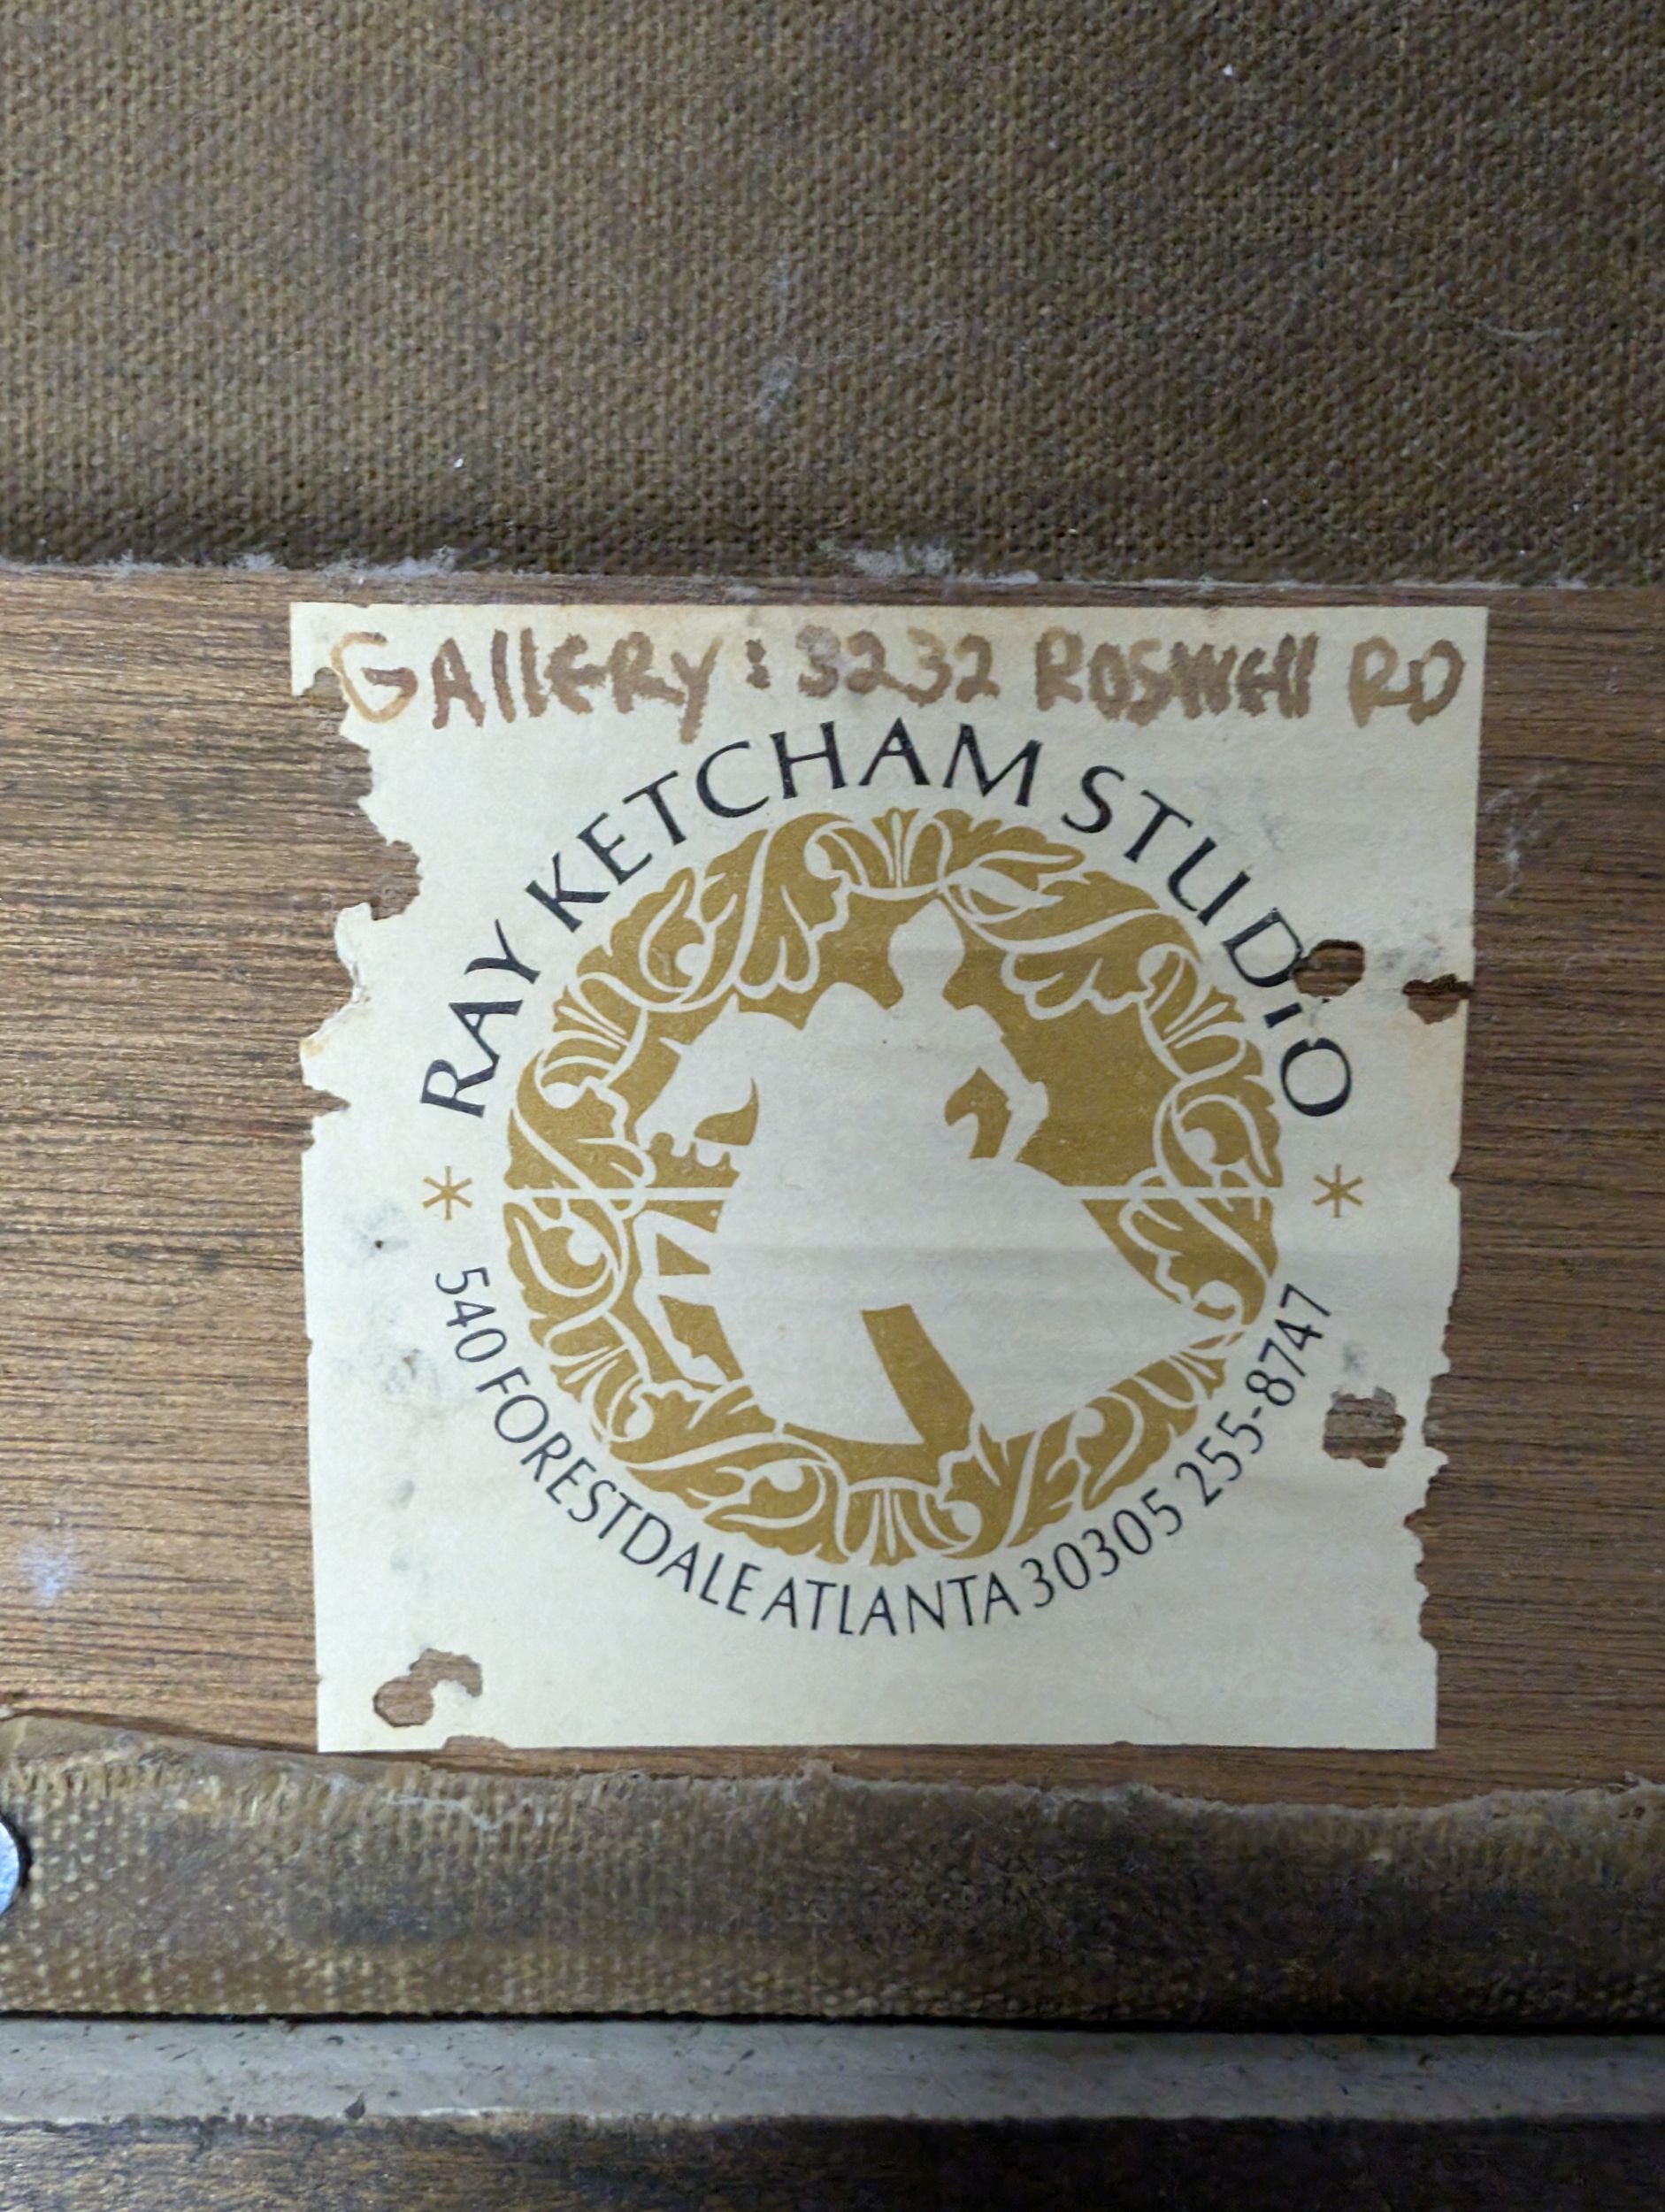 GAllERy : 3232 ROSWEll RD
RAY KETCHAM STUDIO
540 FORESTDALE ATLANTA 30305 255-8747